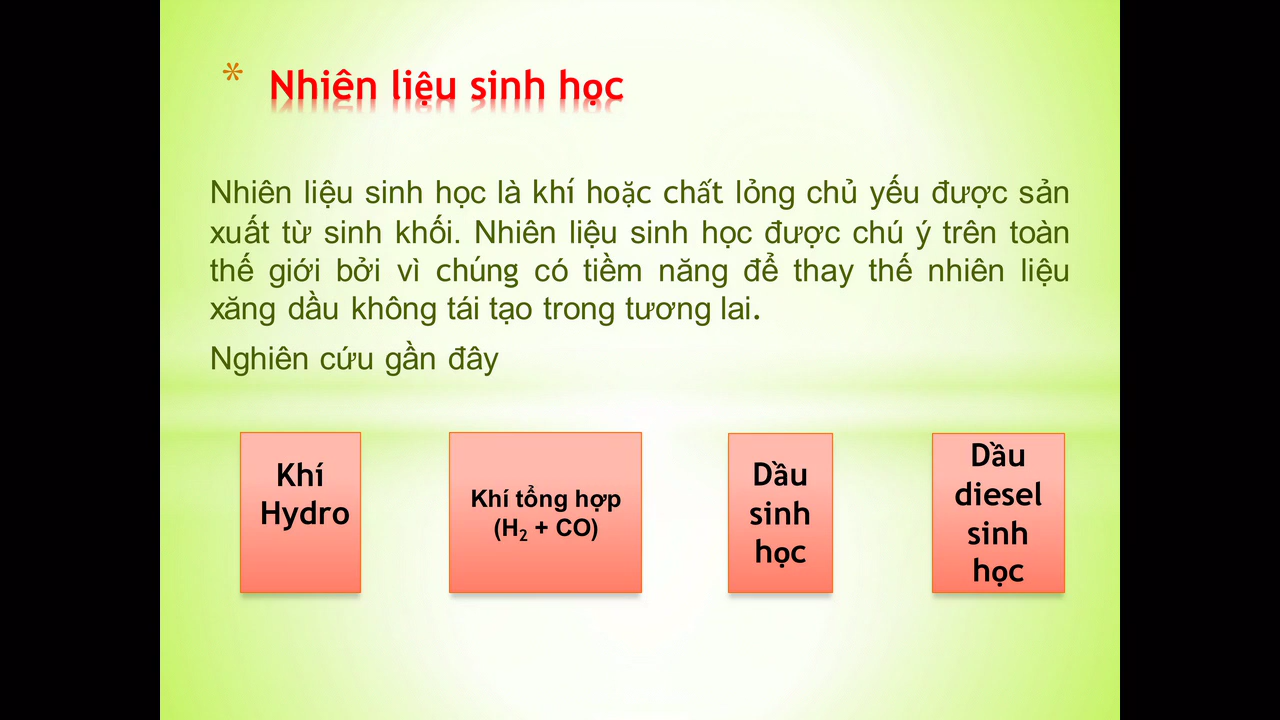 * Nhiên liệu sinh học
Nhiên liệu sinh học là khí hoặc chất lỏng chủ yếu được sản
xuất từ sinh khối. Nhiên liệu sinh học được chú ý trên toàn
thế giới bởi vì chúng có tiềm năng để thay thế nhiên liệu
xăng dầu không tái tạo trong tương lai.
Nghiên cứu gần đây
Khí
Hydro
Khí tổng hợp
(H₂ + CO)
Dầu
sinh
học
Dầu
diesel
sinh
học